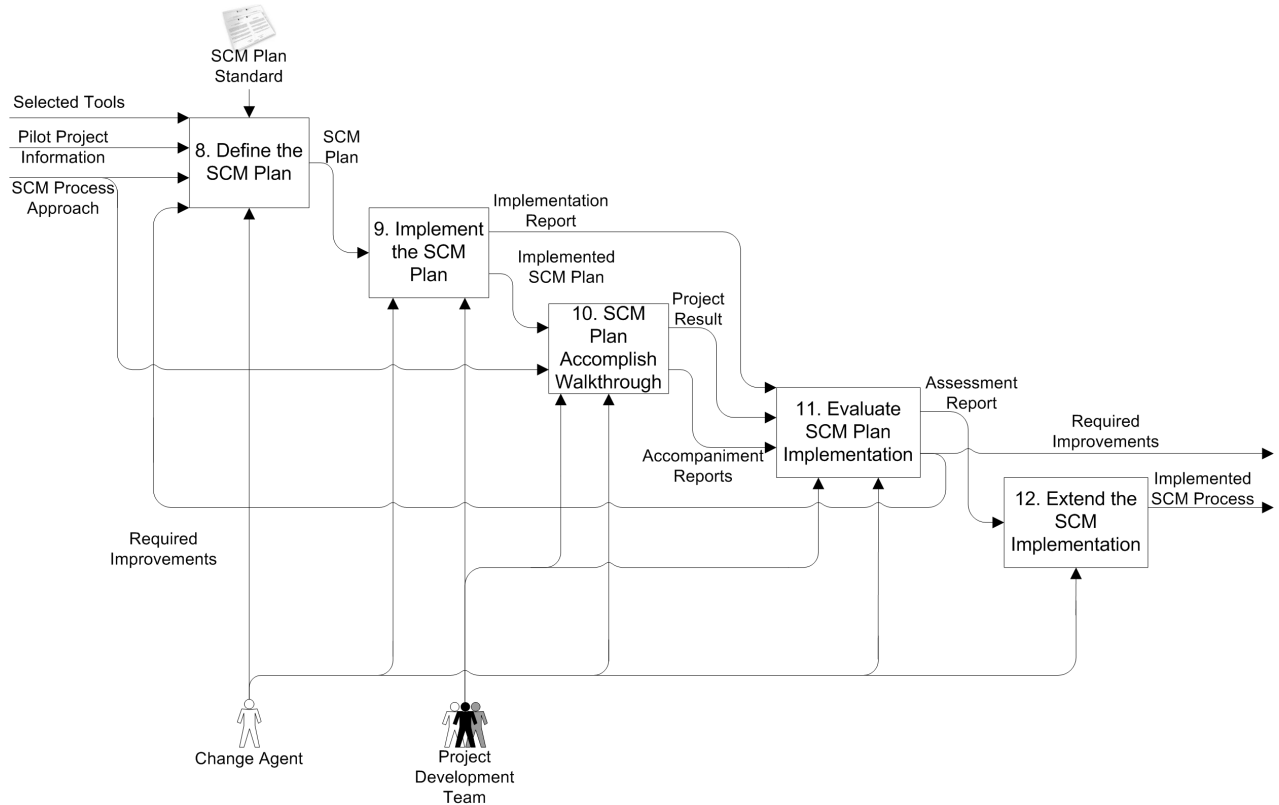 SCM Plan
Standard
Selected Tools
Pilot Project
Information
SCM Process
Approach
8. Define the
SCM Plan
SCM
Plan
9. Implement
the SCM
Plan
Implementation
Report
Implemented
SCM Plan
10. SCM
Plan
Accomplish
Walkthrough
Project
Result
Accompaniment
Reports
11. Evaluate
SCM Plan
Implementation
Assessment
Report
Required
Improvements
12. Extend the
SCM
Implementation
Implemented
SCM Process
Required
Improvements
Change Agent
Project
Development
Team